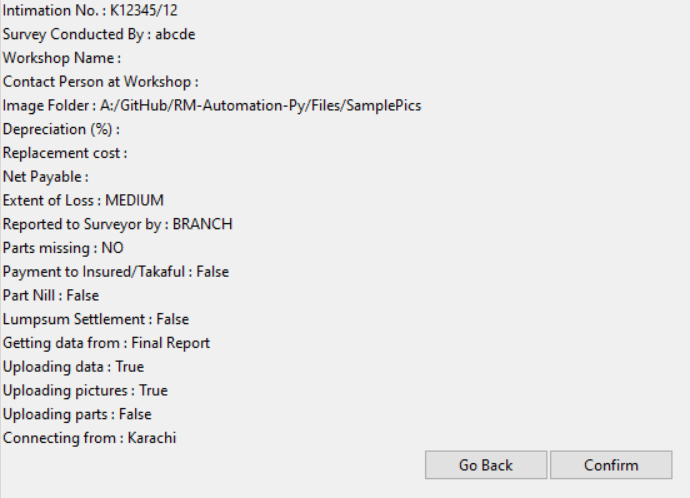 Intimation No. : K12345/12
Survey Conducted By : abcde
Workshop Name :
Contact Person at Workshop :
Image Folder : A:/GitHub/RM-Automation-Py/Files/SamplePics
Depreciation (%) :
Replacement cost :
Net Payable :
Extent of Loss : MEDIUM
Reported to Surveyor by : BRANCH
Parts missing : NO
Payment to Insured/Takaful : False
Part Nill : False
Lumpsum Settlement : False
Getting data from : Final Report
Uploading data : True
Uploading pictures : True
Uploading parts : False
Connecting from : Karachi
Go Back Confirm